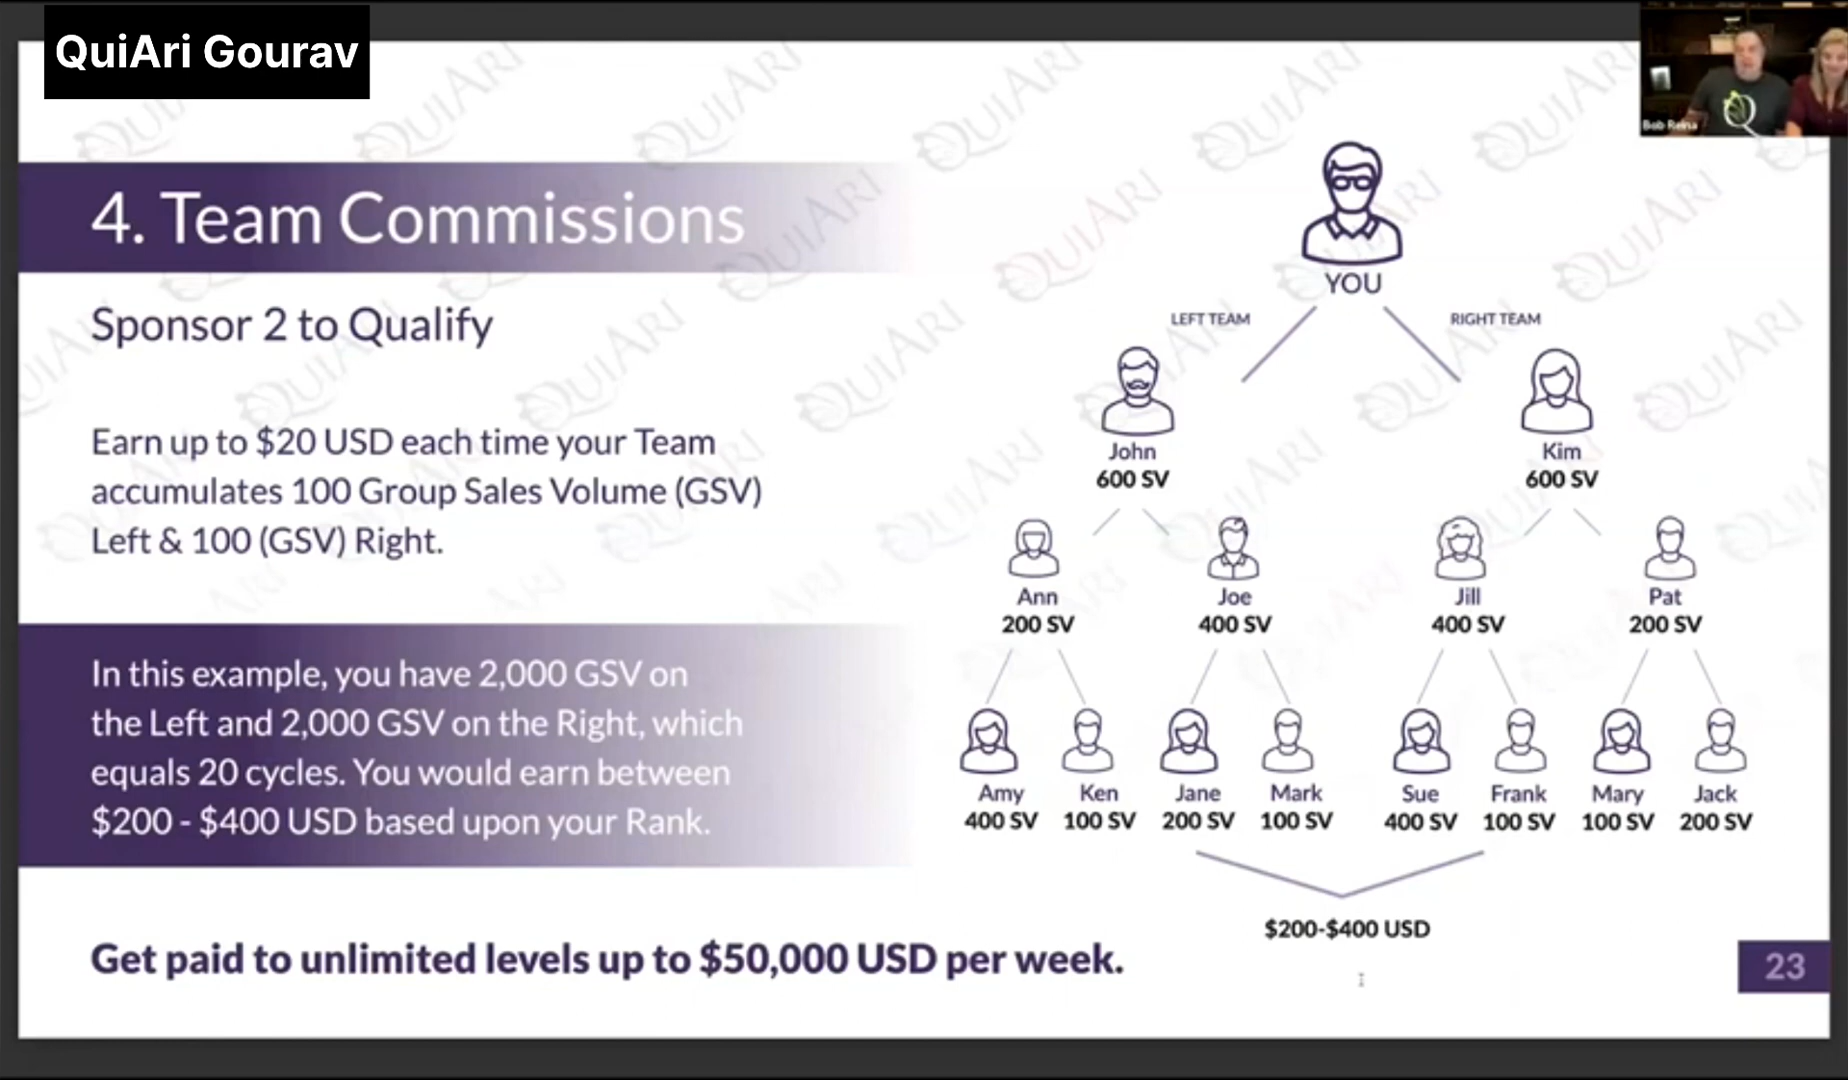 QuiAri Gourav
Bob Reina
4. Team Commissions
Sponsor 2 to Qualify
Earn up to $20 USD each time your Team
accumulates 100 Group Sales Volume (GSV)
Left & 100 (GSV) Right.
In this example, you have 2,000 GSV on
the Left and 2,000 GSV on the Right, which
equals 20 cycles. You would earn between
$200 - $400 USD based upon your Rank.
Get paid to unlimited levels up to $50,000 USD per week.
YOU
LEFT TEAM RIGHT TEAM
John Kim
600 SV 600 SV
Ann Joe Jill Pat
200 SV 400 SV 400 SV 200 SV
Amy Ken Jane Mark Sue Frank Mary Jack
400 SV 100 SV 200 SV 100 SV 400 SV 100 SV 100 SV 200 SV
$200-$400 USD
23
QUIARI